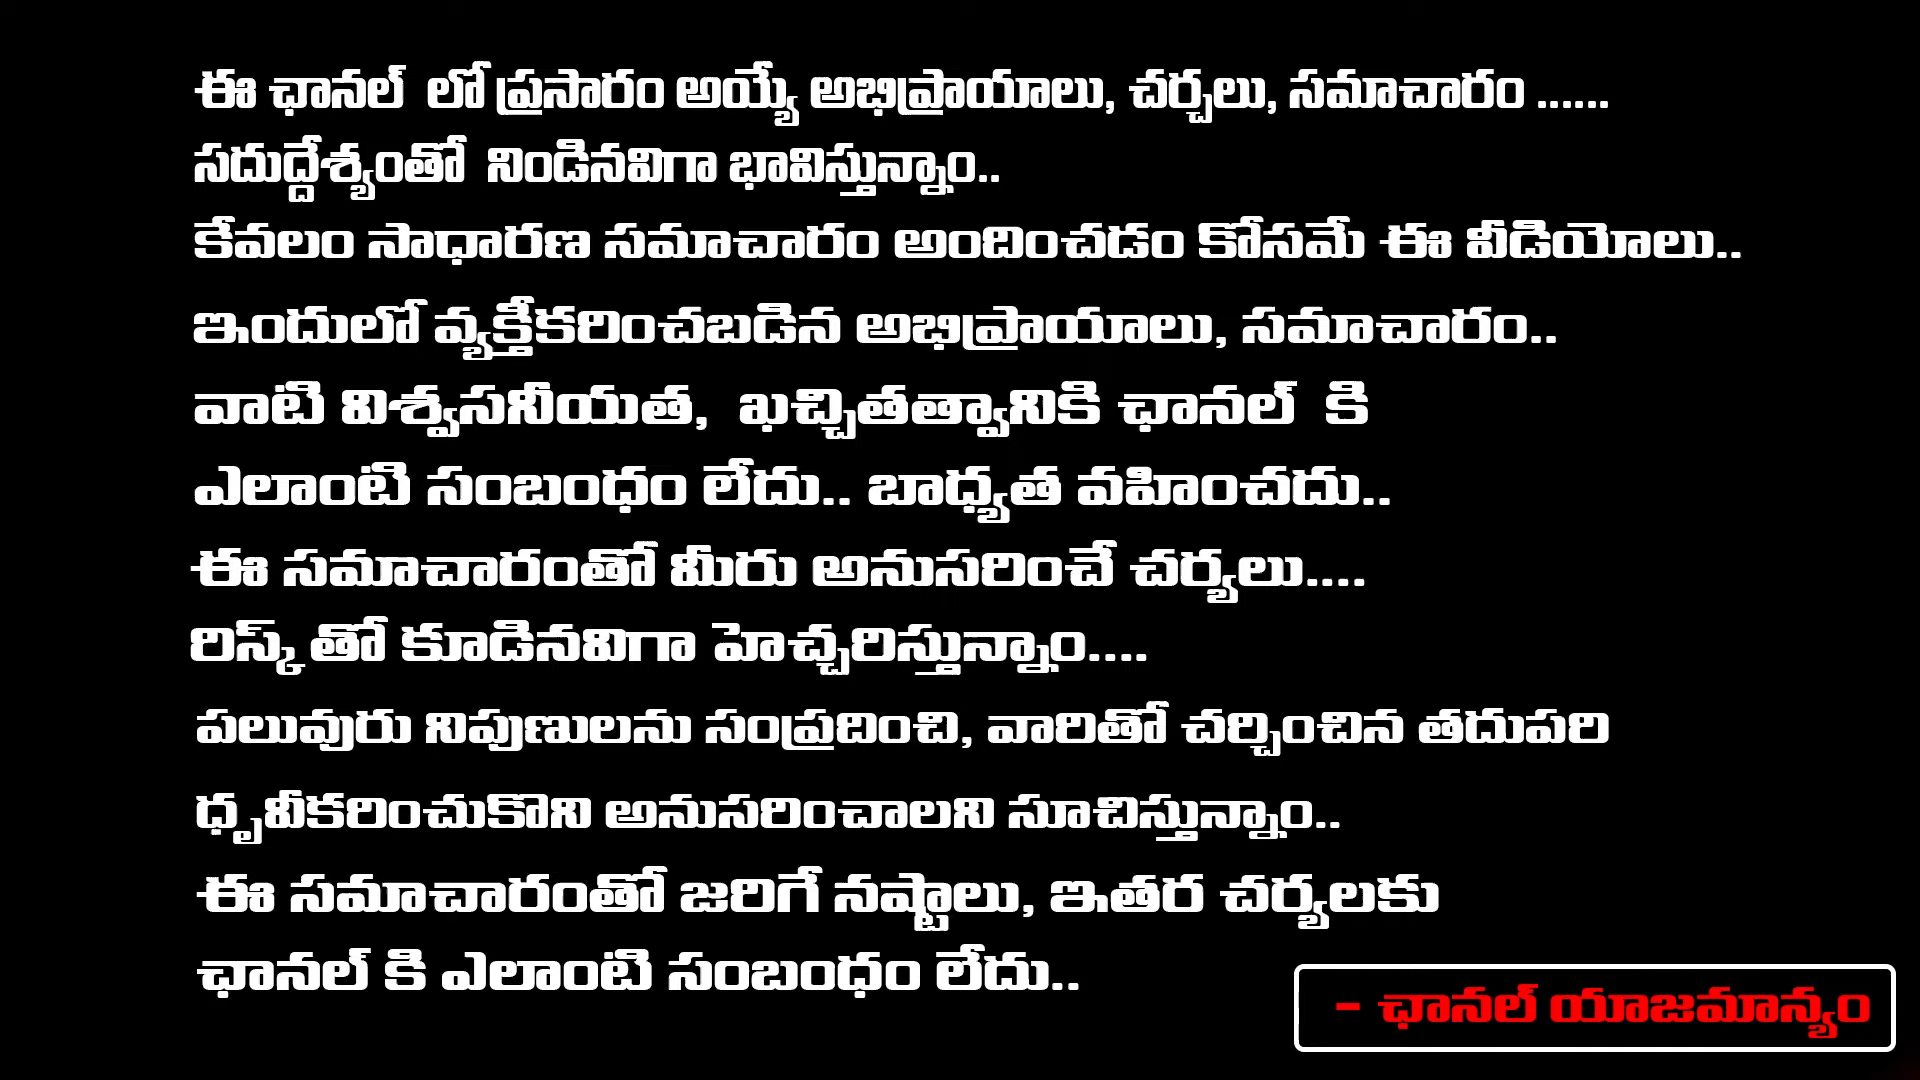 ఈ ఛానల్ లో ప్రసారం అయ్యే అభిప్రాయాలు, చర్చలు, సమాచారం ......
సదుద్దేశ్యంతో నిండినవిగా భావిస్తున్నాం..
కేవలం సాధారణ సమాచారం అందించడం కోసమే ఈ వీడియోలు..
ఇందులో వ్యక్తీకరించబడిన అభిప్రాయాలు, సమాచారం..
వాటి విశ్వసనీయత, ఖచ్చితత్వానికి ఛానల్ కి
ఎలాంటి సంబంధం లేదు.. బాధ్యత వహించదు..
ఈ సమాచారంతో మీరు అనుసరించే చర్యలు....
రిస్క్ తో కూడినవిగా హెచ్చరిస్తున్నాం....
పలువురు నిపుణులను సంప్రదించి, వారితో చర్చించిన తదుపరి
ధృవీకరించుకొని అనుసరించాలని సూచిస్తున్నాం..
ఈ సమాచారంతో జరిగే నష్టాలు, ఇతర చర్యలకు
ఛానల్ కి ఎలాంటి సంబంధం లేదు..
- ఛానల్ యాజమాన్యం